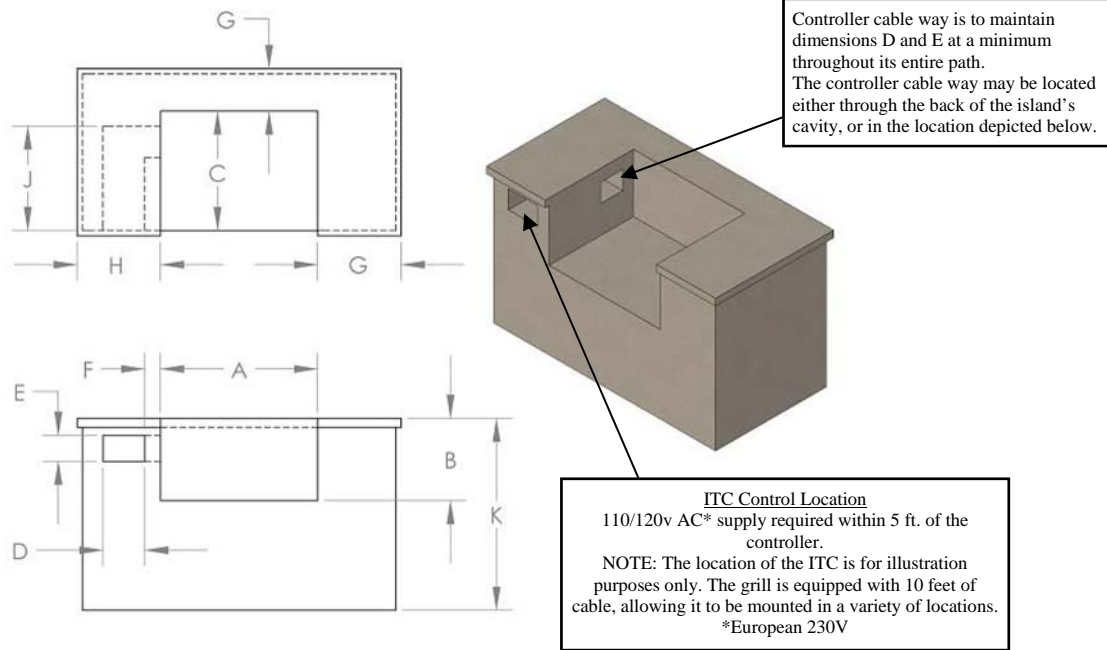 G
Controller cable way is to maintain
dimensions D and E at a minimum
throughout its entire path.
The controller cable way may be located
either through the back of the island’s
cavity, or in the location depicted below.
J
C
H
G
F
A
E
B
K
D
ITC Control Location
110/120v AC* supply required within 5 ft. of the
controller.
NOTE: The location of the ITC is for illustration
purposes only. The grill is equipped with 10 feet of
cable, allowing it to be mounted in a variety of locations.
*European 230V